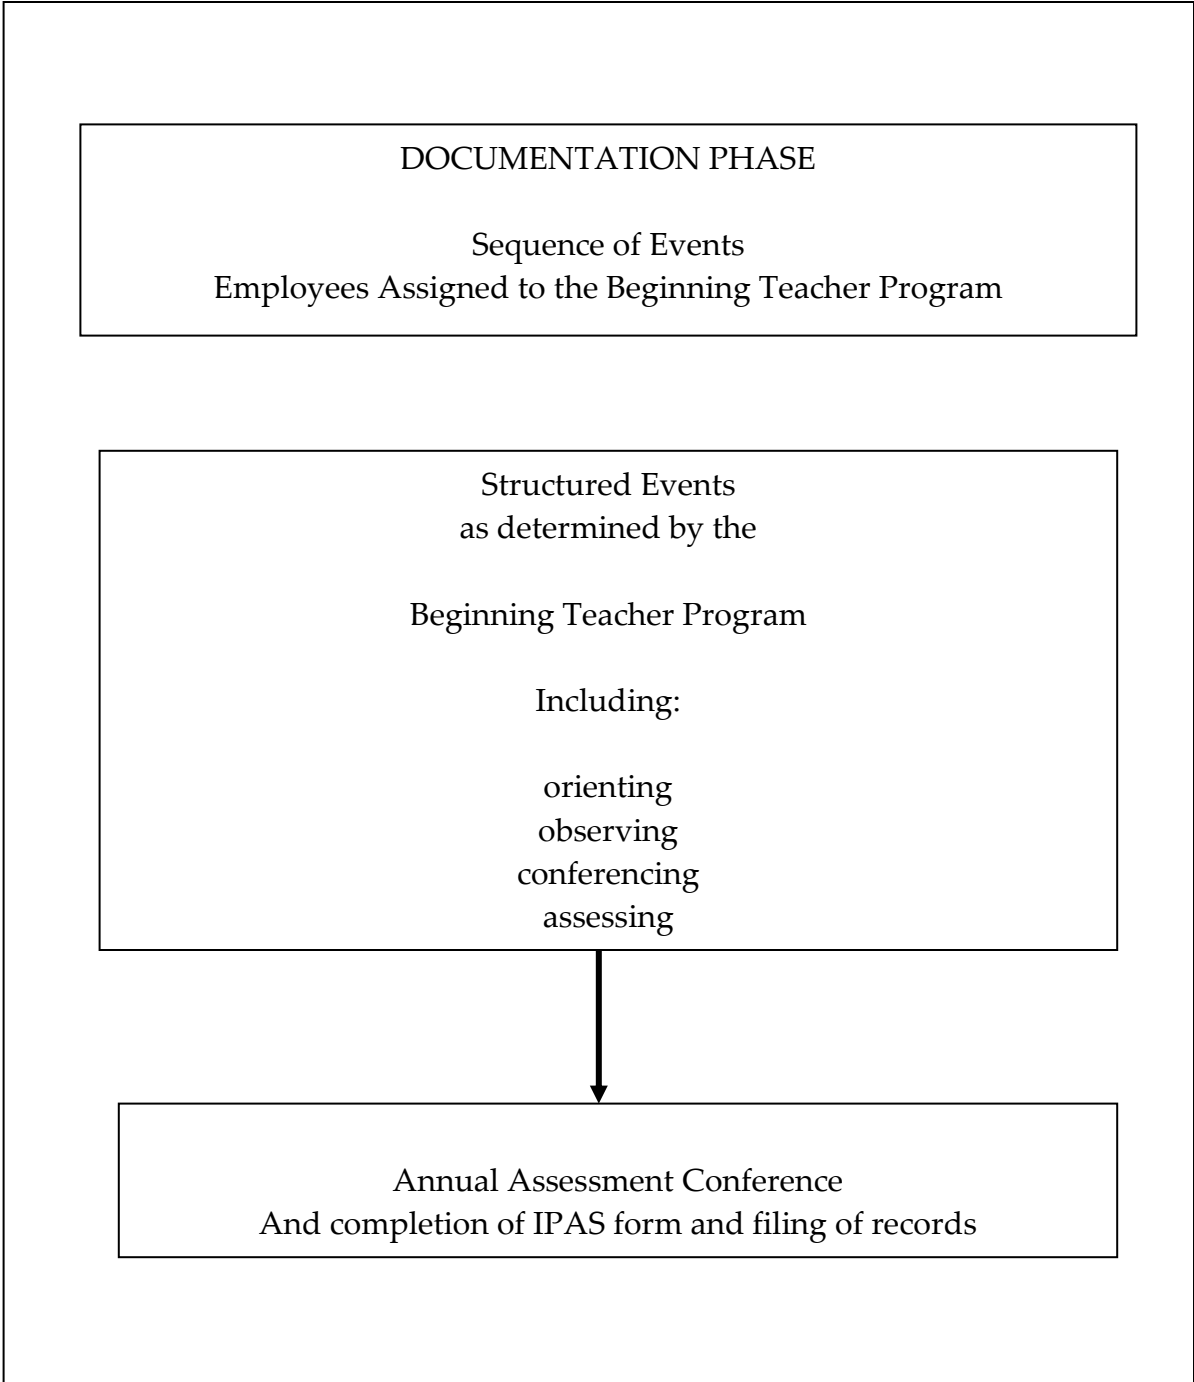 DOCUMENTATION PHASE
Sequence of Events
Employees Assigned to the Beginning Teacher Program
Structured Events
as determined by the
Beginning Teacher Program
Including:
orienting
observing
conferencing
assessing
Annual Assessment Conference
And completion of IPAS form and filing of records